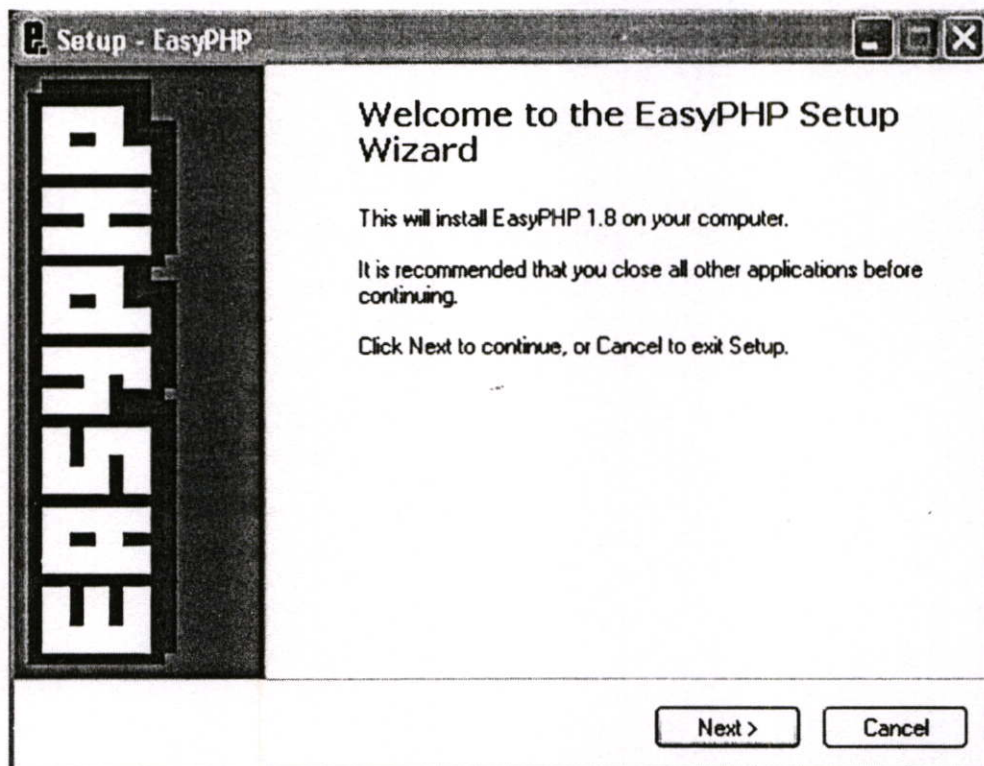 Setup - EasyPHP
EASYPHP
Welcome to the EasyPHP Setup
Wizard
This will install EasyPHP 1.8 on your computer.
It is recommended that you close all other applications before
continuing.
Click Next to continue, or Cancel to exit Setup.
Next >
Cancel